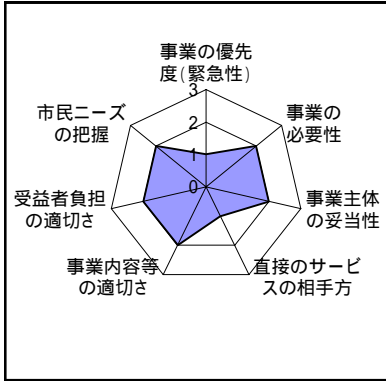 事業の優先
度(緊急性)
3
2
1
0
事業の
必要性
事業主体
の妥当性
直接のサービ
スの相手方
事業内容等
の適切さ
受益者負担
の適切さ
市民ニーズ
の把握